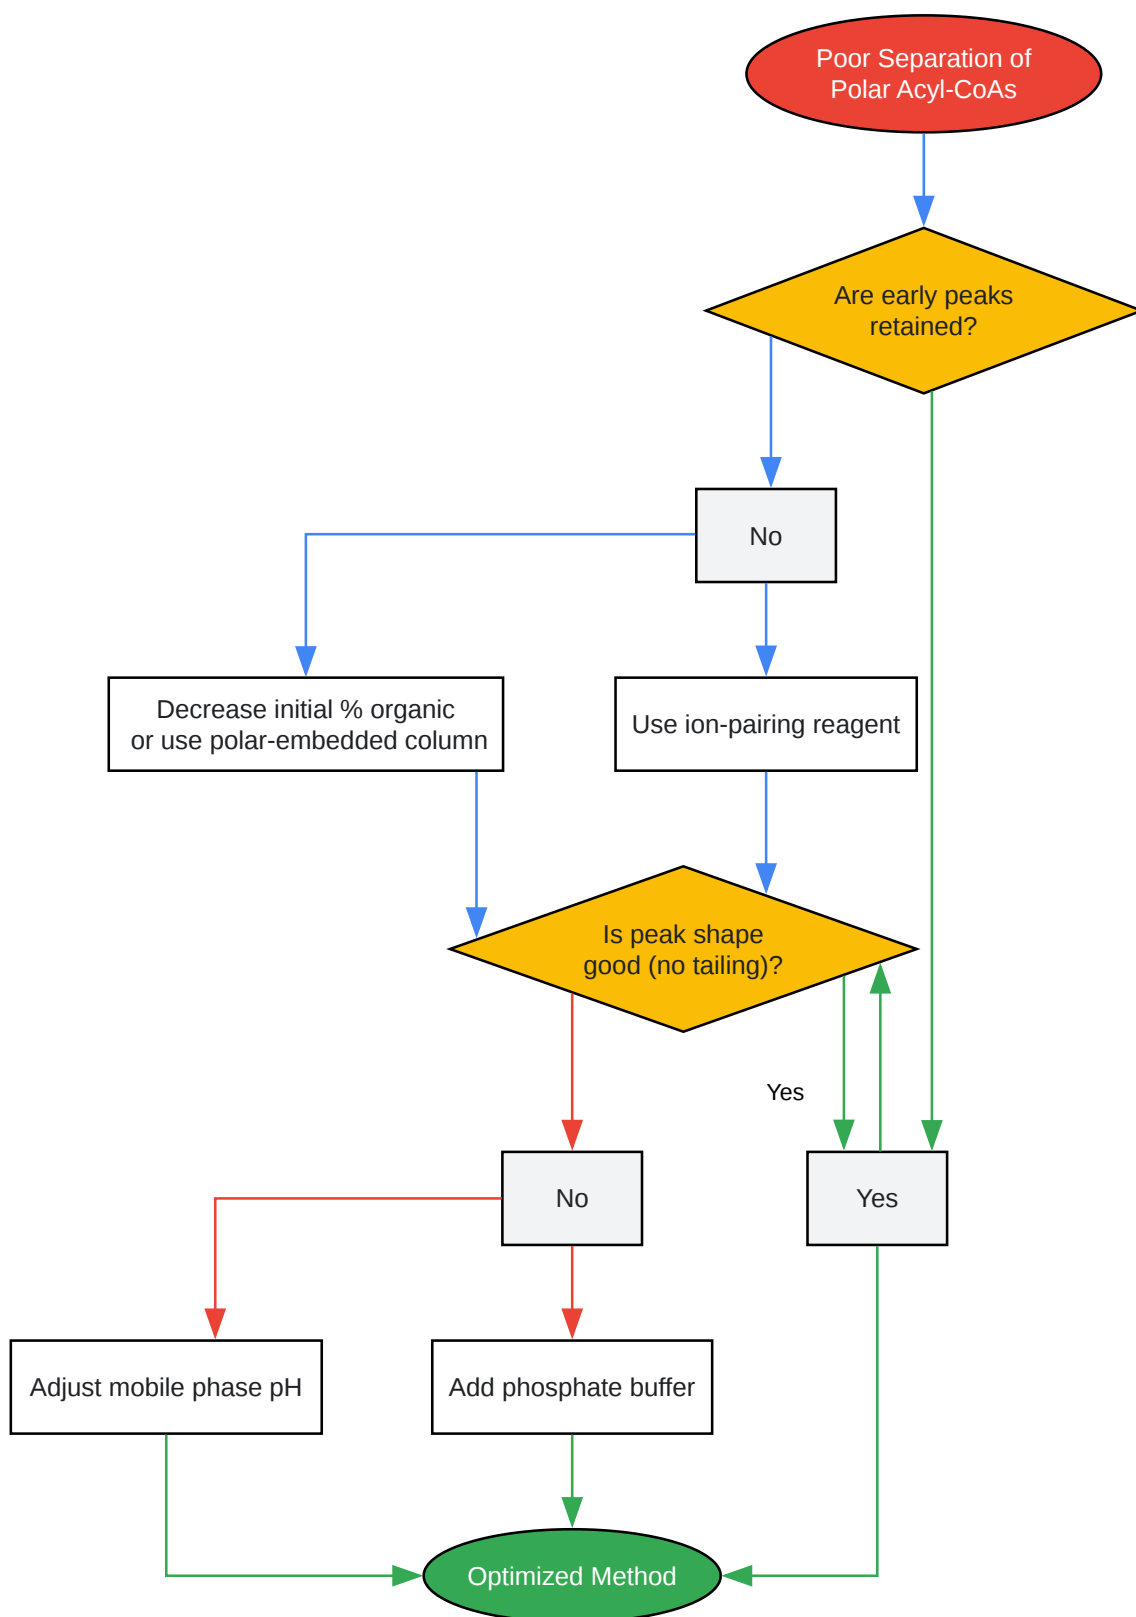 Poor Separation of
Polar Acyl-CoAs
Are early peaks
retained?
No
Decrease initial % organic
or use polar-embedded column
Use ion-pairing reagent
Is peak shape
good (no tailing)?
Yes
No
Yes
Adjust mobile phase pH
Add phosphate buffer
Optimized Method